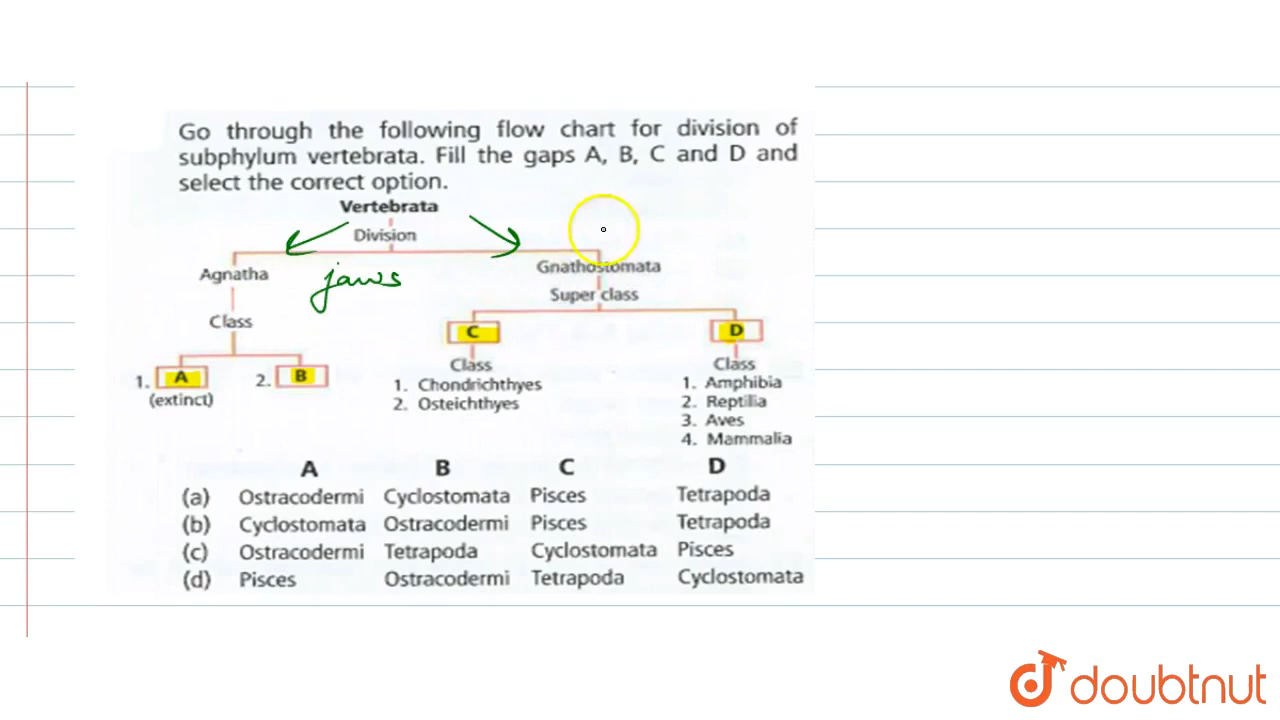 Go through the following flow chart for division of
subphylum vertebrata. Fill the gaps A, B, C and D and
select the correct option.
Vertebrata
Division
Agnatha
jaws
Gnathostomata
Super class
Class
C
D
1. A
(extinct)
2. B
Class
1. Chondrichthyes
2. Osteichthyes
Class
1. Amphibia
2. Reptilia
3. Aves
4. Mammalia
A B C D
(a) Ostracodermi Cyclostomata Pisces Tetrapoda
(b) Cyclostomata Ostracodermi Pisces Tetrapoda
(c) Ostracodermi Tetrapoda Cyclostomata Pisces
(d) Pisces Ostracodermi Tetrapoda Cyclostomata
doubtnut